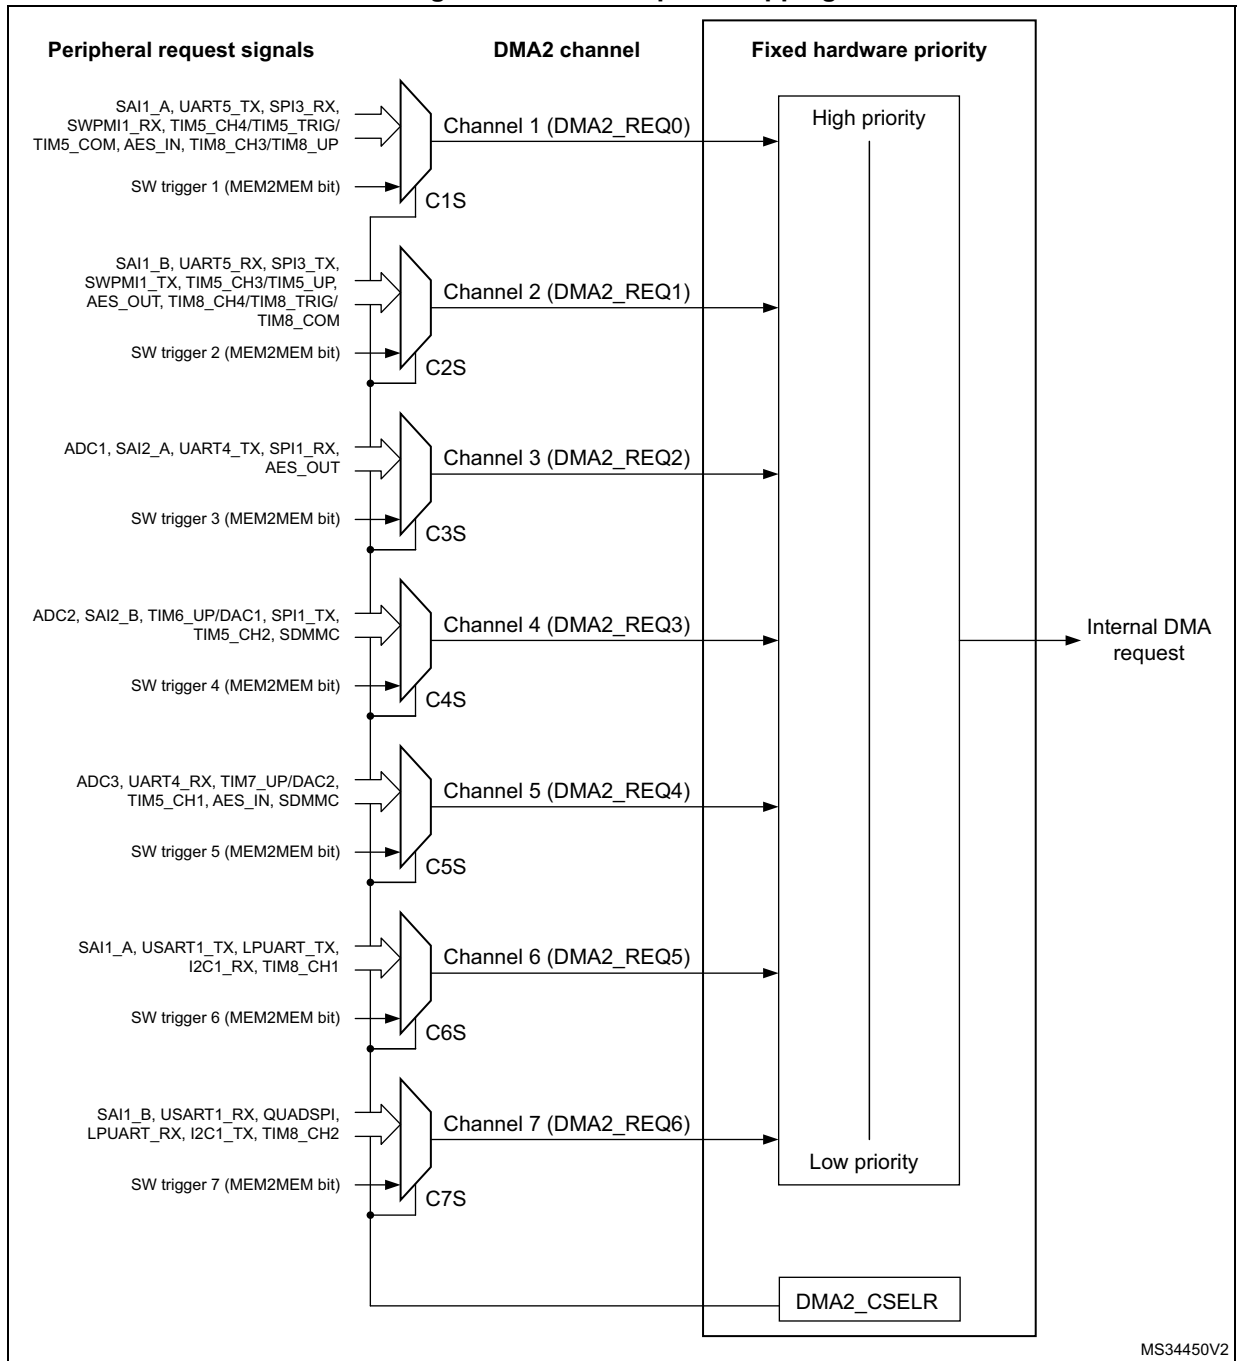 Peripheral request signals
DMA2 channel
Fixed hardware priority
SAI1_A, UART5_TX, SPI3_RX,
SWPMI1_RX, TIM5_CH4/TIM5_TRIG/
TIM5_COM, AES_IN, TIM8_CH3/TIM8_UP
SW trigger 1 (MEM2MEM bit)
Channel 1 (DMA2_REQ0)
C1S
High priority
SAI1_B, UART5_RX, SPI3_TX,
SWPMI1_TX, TIM5_CH3/TIM5_UP,
AES_OUT, TIM8_CH4/TIM8_TRIG/
TIM8_COM
SW trigger 2 (MEM2MEM bit)
Channel 2 (DMA2_REQ1)
C2S
ADC1, SAI2_A, UART4_TX, SPI1_RX,
AES_OUT
SW trigger 3 (MEM2MEM bit)
Channel 3 (DMA2_REQ2)
C3S
ADC2, SAI2_B, TIM6_UP/DAC1, SPI1_TX,
TIM5_CH2, SDMMC
SW trigger 4 (MEM2MEM bit)
Channel 4 (DMA2_REQ3)
C4S
Internal DMA
request
ADC3, UART4_RX, TIM7_UP/DAC2,
TIM5_CH1, AES_IN, SDMMC
SW trigger 5 (MEM2MEM bit)
Channel 5 (DMA2_REQ4)
C5S
SAI1_A, USART1_TX, LPUART_TX,
I2C1_RX, TIM8_CH1
SW trigger 6 (MEM2MEM bit)
Channel 6 (DMA2_REQ5)
C6S
SAI1_B, USART1_RX, QUADSPI,
LPUART_RX, I2C1_TX, TIM8_CH2
SW trigger 7 (MEM2MEM bit)
Channel 7 (DMA2_REQ6)
C7S
Low priority
DMA2_CSELR
MS34450V2